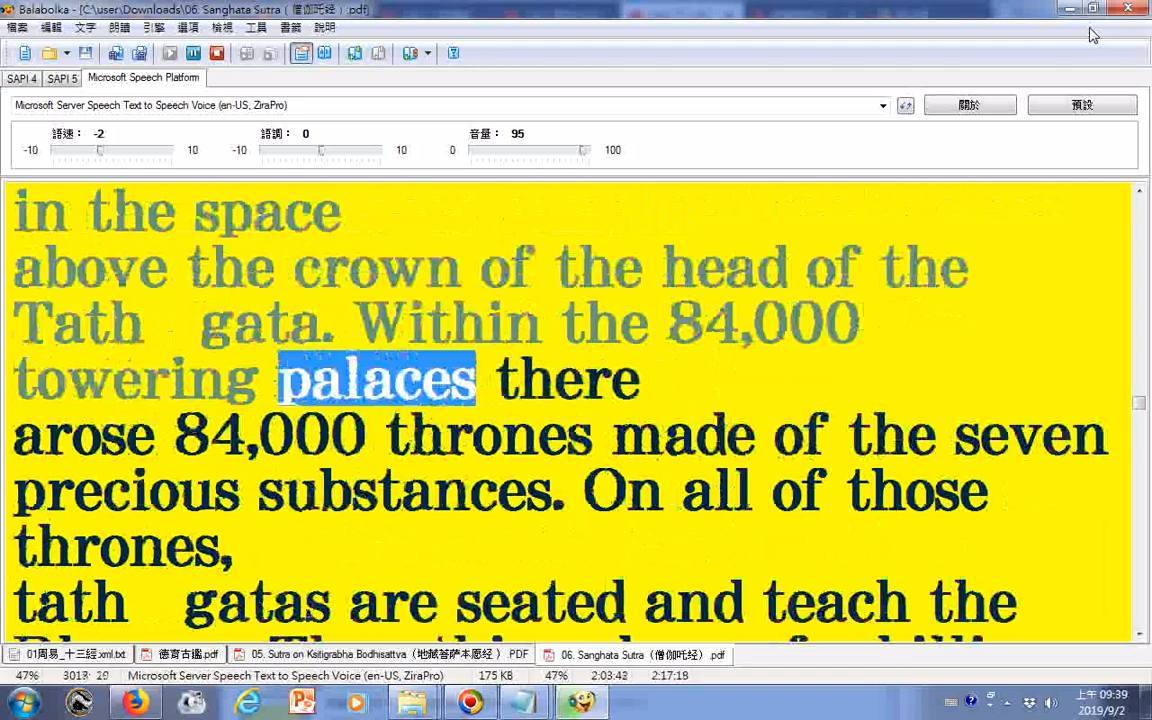 Balabolka - [C:\user\Downloads\06. Sanghata Sutra（僧伽吒经）.pdf]
檔案 編輯 文字 朗讀 引擎 選項 檢視 工具 書籤 說明
SAPI 4 SAPI 5 Microsoft Speech Platform
Microsoft Server Speech Text to Speech Voice (en-US, ZiraPro) 關於 預設
語速： -2 語調： 0 音量： 95
-10 10 -10 10 0 100
in the space
above the crown of the head of the
Tath gata. Within the 84,000
towering palaces there
arose 84,000 thrones made of the seven
precious substances. On all of those
thrones,
tath gatas are seated and teach the
01周易_十三經.xml.txt 德育古鑑.pdf 05. Sutra on Ksitigrabha Bodhisattva（地藏菩萨本愿经）.PDF 06. Sanghata Sutra（僧伽吒经）.pdf
47% 3013: 29 Microsoft Server Speech Text to Speech Voice (en-US, ZiraPro) 175 KB 47% 2:03:42 2:17:18
上午 09:39
2019/9/2